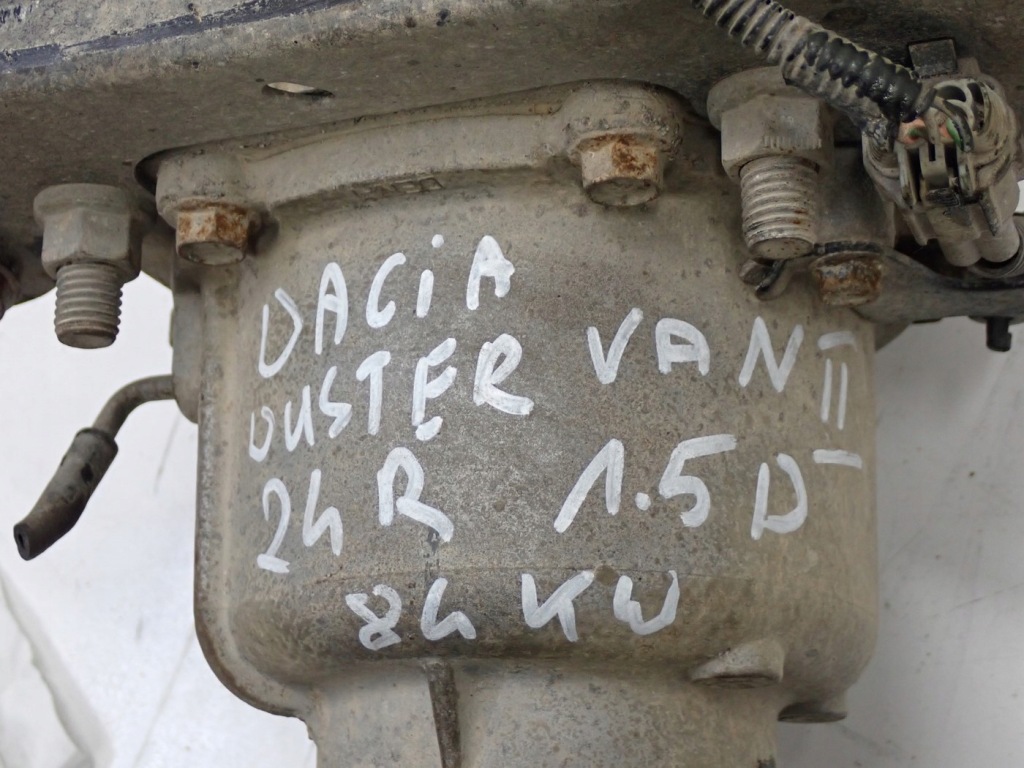 DACiA
DUSTER VAN II
24R 1.5D
84 KW